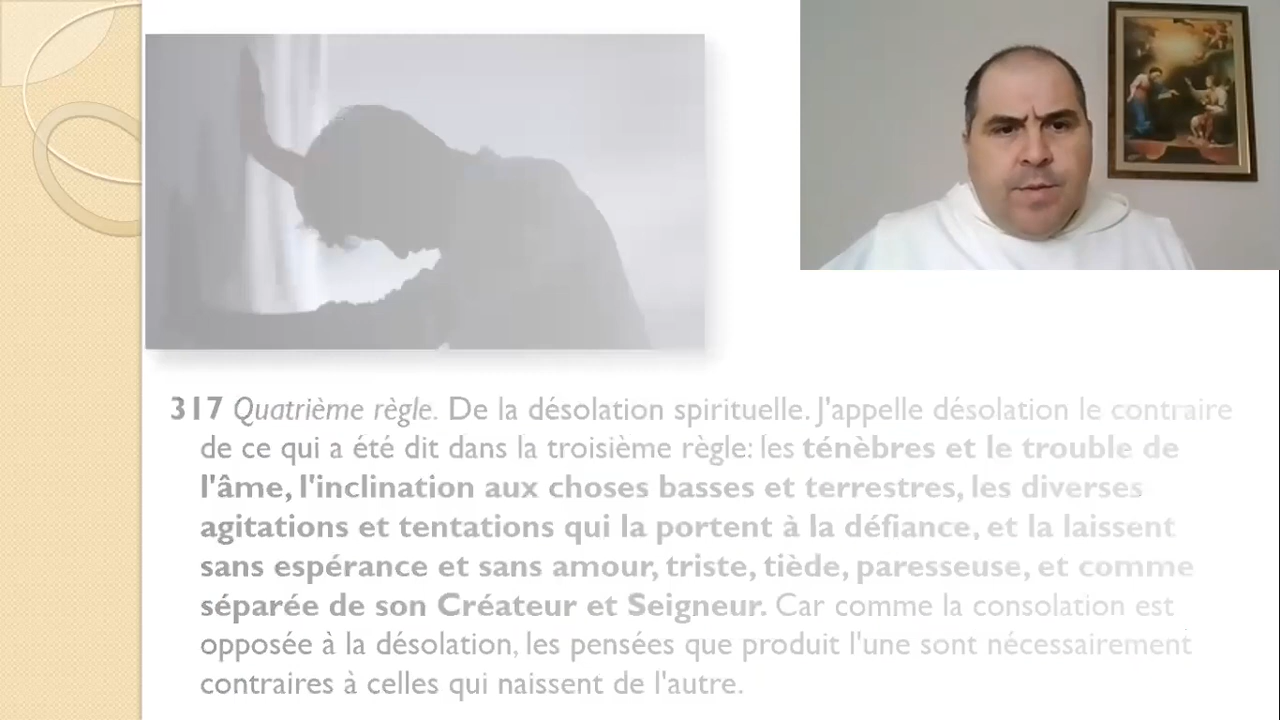 317 Quatrième règle. De la désolation spirituelle. J'appelle désolation le contraire
de ce qui a été dit dans la troisième règle: les ténèbres et le trouble de
l'âme, l'inclination aux choses basses et terrestres, les diverses
agitations et tentations qui la portent à la défiance, et la laissent
sans espérance et sans amour, triste, tiède, paresseuse, et comme
séparée de son Créateur et Seigneur. Car comme la consolation est
opposée à la désolation, les pensées que produit l'une sont nécessairement
contraires à celles qui naissent de l'autre.